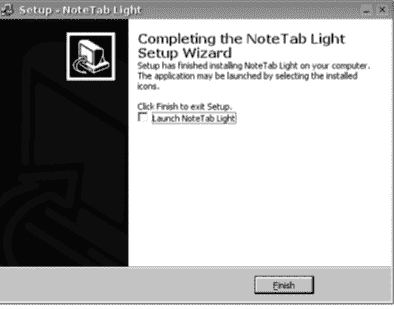 Setup - NoteTab Light
Completing the NoteTab Light
Setup Wizard
Setup has finished installing NoteTab Light on your computer.
The application may be launched by selecting the installed
icons.
Click Finish to exit Setup.
Launch NoteTab Light
Finish